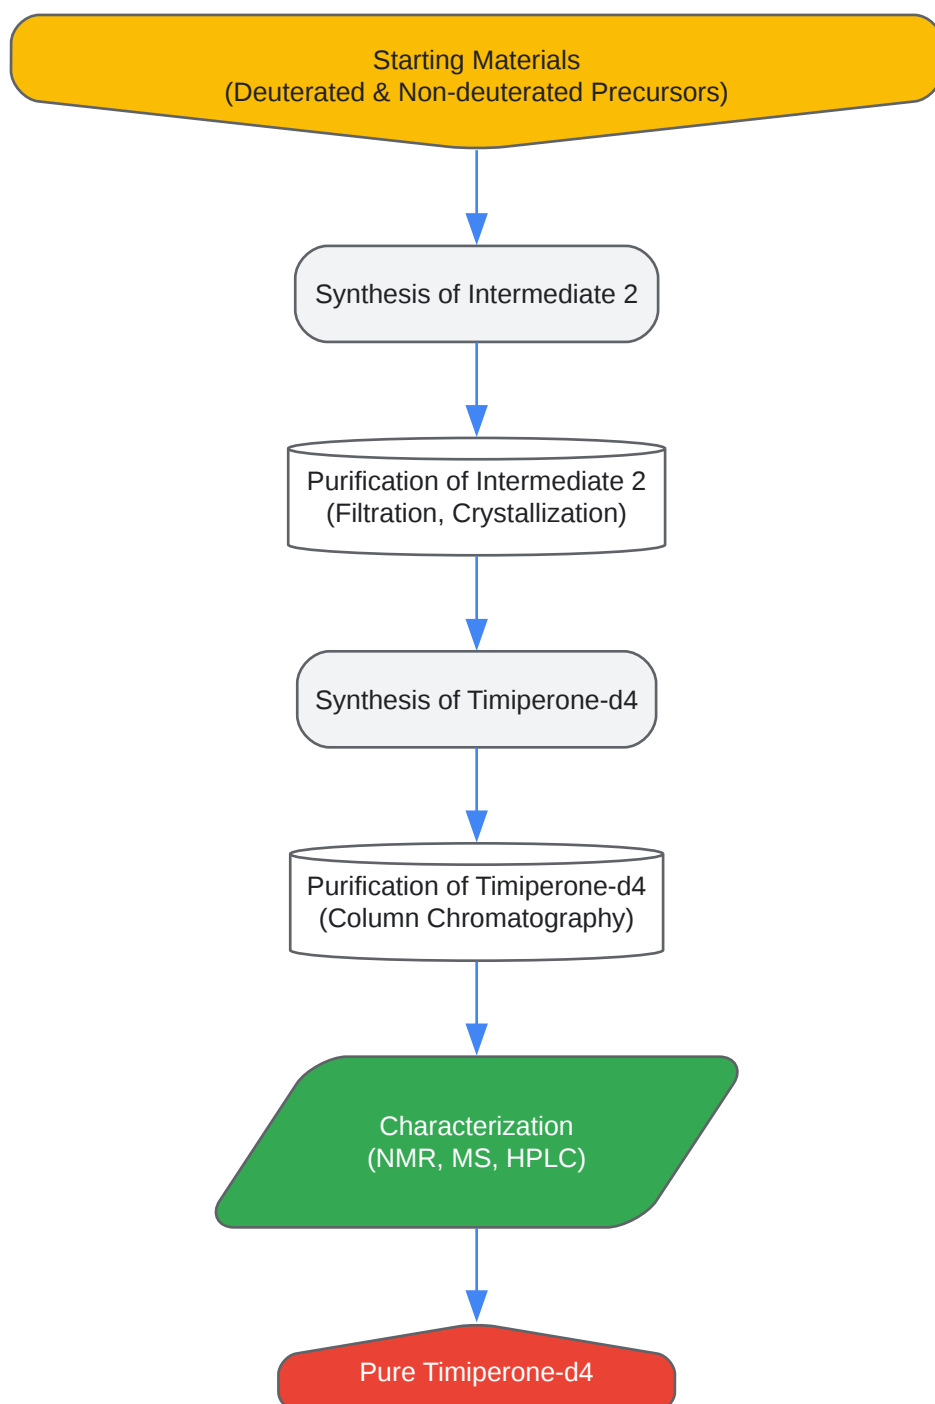 Starting Materials
(Deuterated & Non-deuterated Precursors)
Synthesis of Intermediate 2
Purification of Intermediate 2
(Filtration, Crystallization)
Synthesis of Timiperone-d4
Purification of Timiperone-d4
(Column Chromatography)
Characterization
(NMR, MS, HPLC)
Pure Timiperone-d4